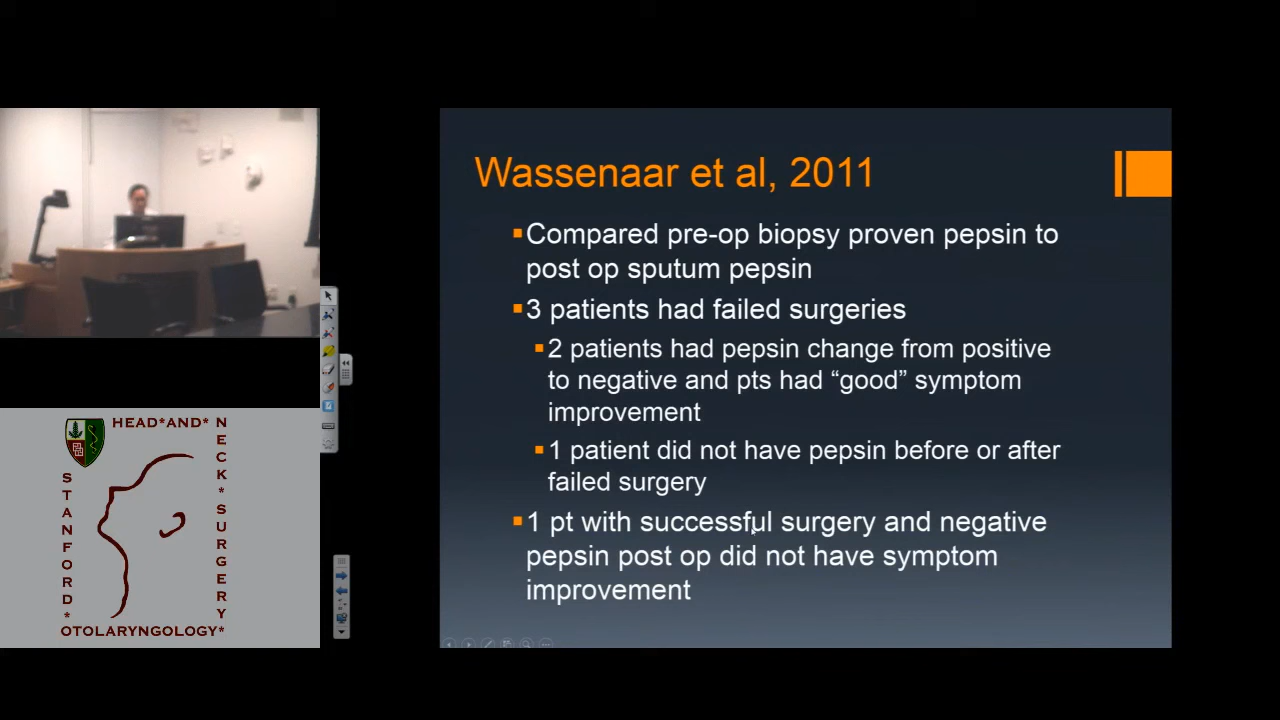 Wassenaar et al, 2011
▪Compared pre-op biopsy proven pepsin to
post op sputum pepsin
▪3 patients had failed surgeries
▪2 patients had pepsin change from positive
to negative and pts had “good” symptom
improvement
▪1 patient did not have pepsin before or after
failed surgery
▪1 pt with successful surgery and negative
pepsin post op did not have symptom
improvement
HEAD*AND*
NECK*SURGERY*
STANFORD*
OTOLARYNGOLOGY*